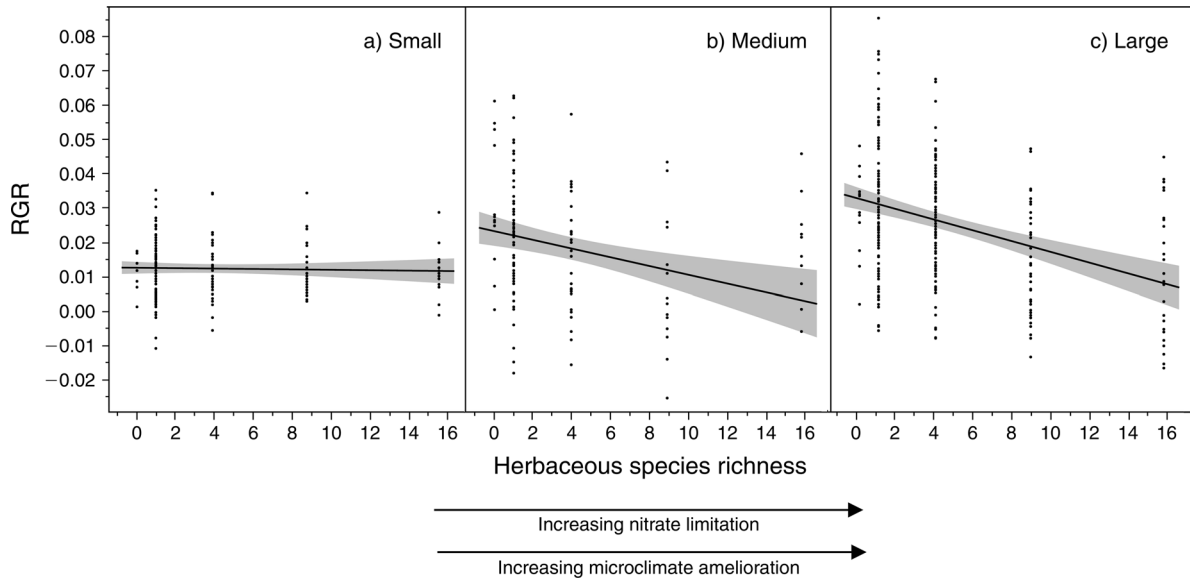 a) Small
b) Medium
c) Large
0.08
0.07
0.06
0.05
0.04
0.03
0.02
0.01
0.00
−0.01
−0.02
RGR
0 2 4 6 8 10 12 14 16
0 2 4 6 8 10 12 14 16
0 2 4 6 8 10 12 14 16
Herbaceous species richness
Increasing nitrate limitation
Increasing microclimate amelioration